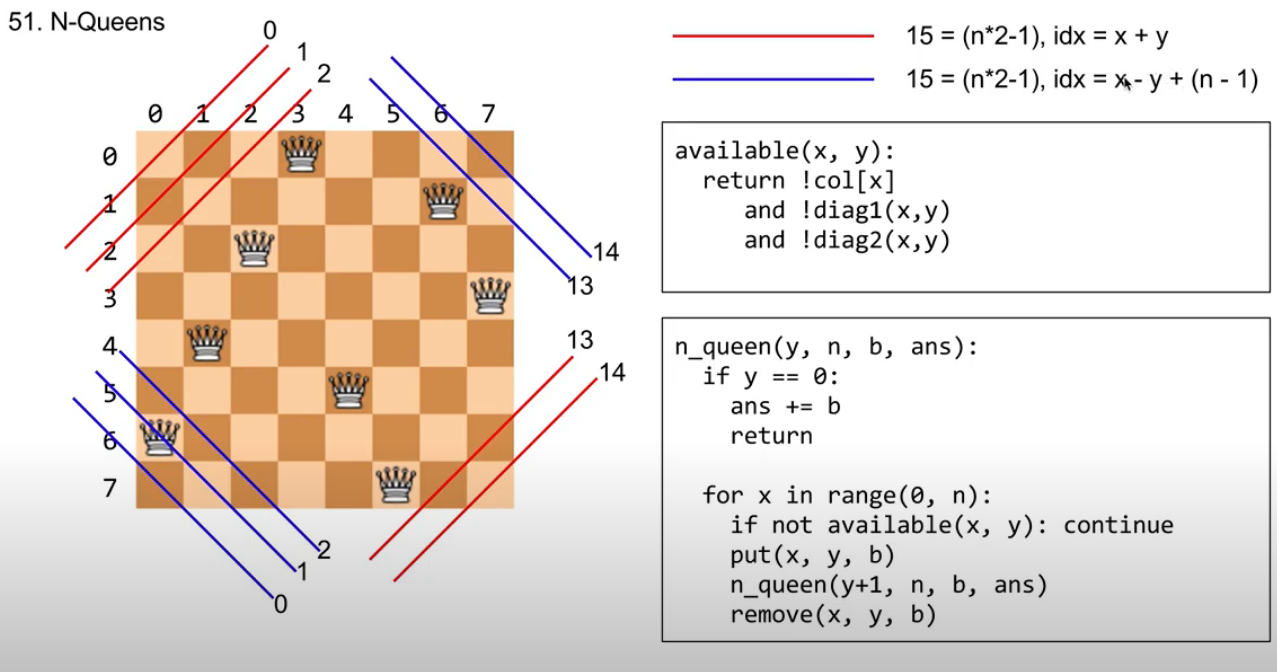 51. N-Queens
0
1
2
15 = (n*2-1), idx = x + y
15 = (n*2-1), idx = x - y + (n - 1)
0 1 2 3 4 5 6 7
0
1
2
3
4
5
6
7
14
13
13
14
2
1
0
available(x, y):
  return !col[x]
     and !diag1(x,y)
     and !diag2(x,y)
n_queen(y, n, b, ans):
  if y == 0:
    ans += b
    return
  for x in range(0, n):
    if not available(x, y): continue
    put(x, y, b)
    n_queen(y+1, n, b, ans)
    remove(x, y, b)